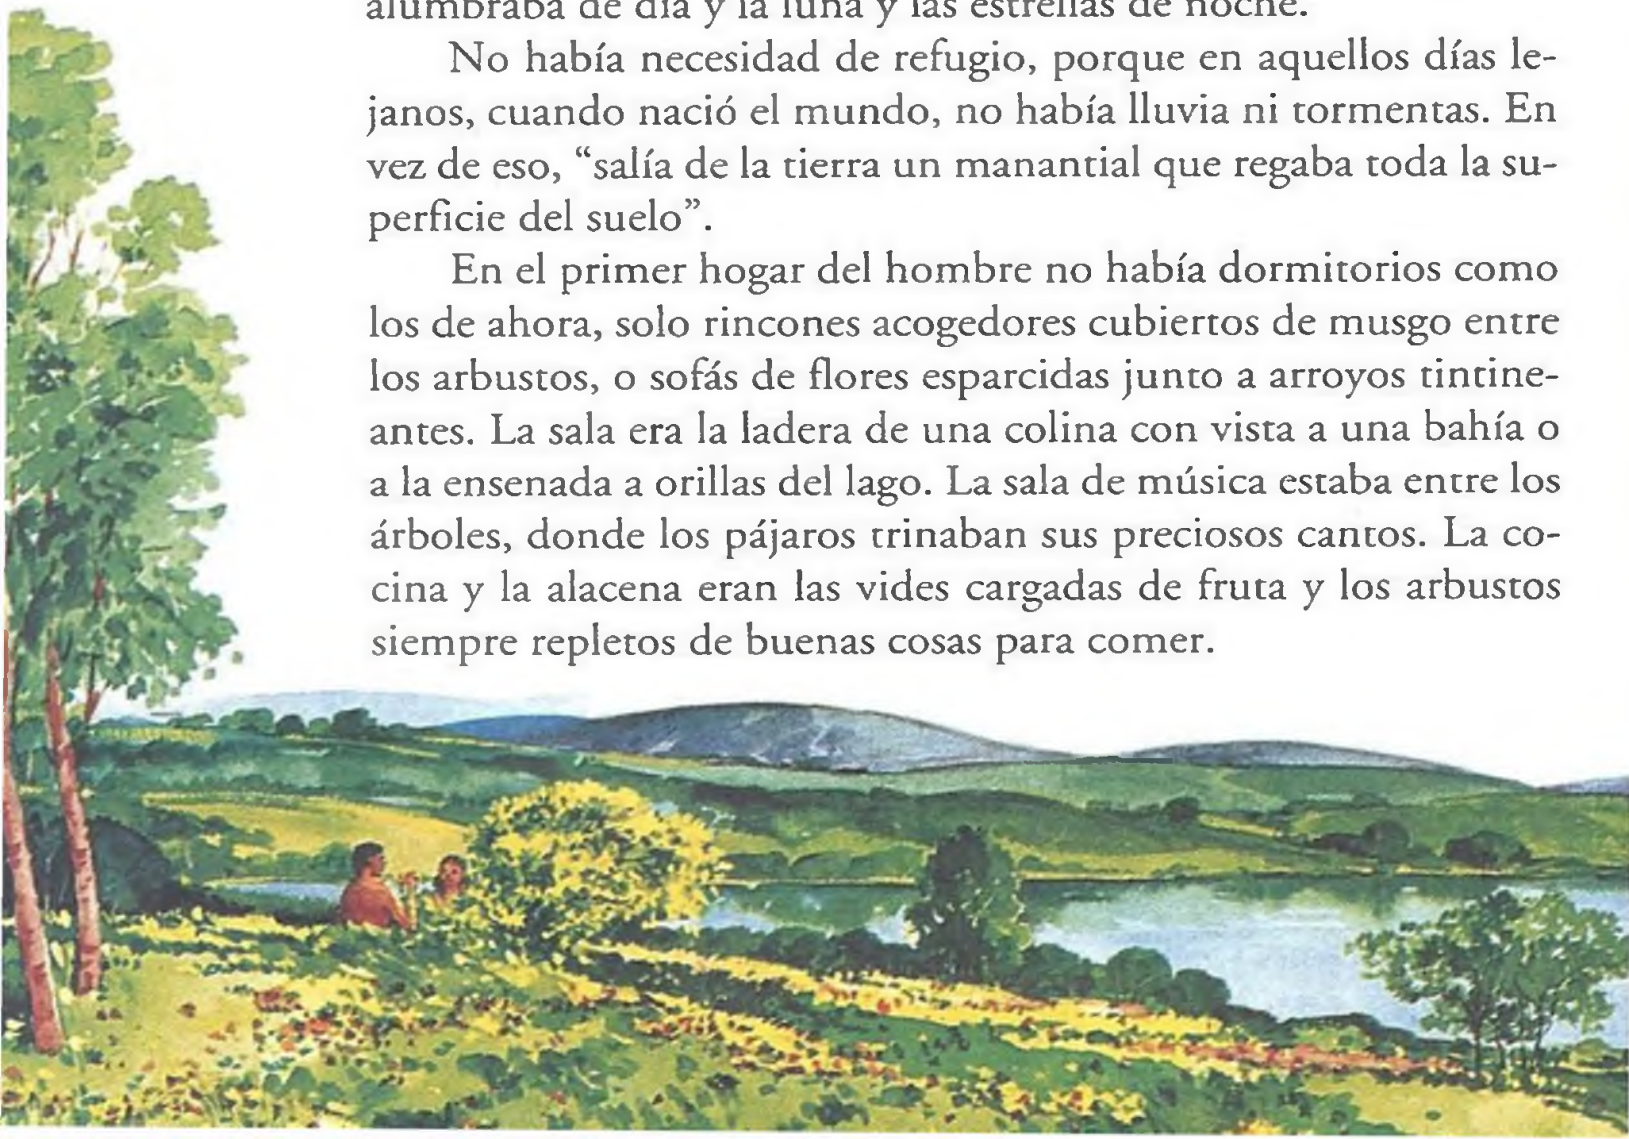 alumbraba de día y la luna y las estrellas de noche.
No había necesidad de refugio, porque en aquellos días le-
janos, cuando nació el mundo, no había lluvia ni tormentas. En
vez de eso, “salía de la tierra un manantial que regaba toda la su-
perficie del suelo”.
En el primer hogar del hombre no había dormitorios como
los de ahora, solo rincones acogedores cubiertos de musgo entre
los arbustos, o sofás de flores esparcidas junto a arroyos tintine-
antes. La sala era la ladera de una colina con vista a una bahía o
a la ensenada a orillas del lago. La sala de música estaba entre los
árboles, donde los pájaros trinaban sus preciosos cantos. La co-
cina y la alacena eran las vides cargadas de fruta y los arbustos
siempre repletos de buenas cosas para comer.